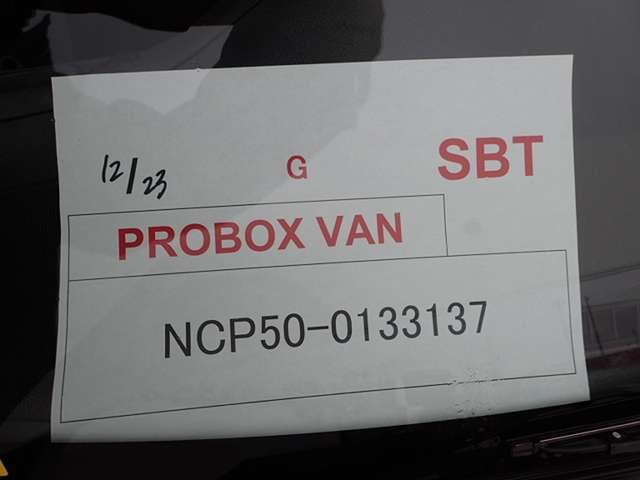 12/23 G SBT
PROBOX VAN
NCP50-0133137